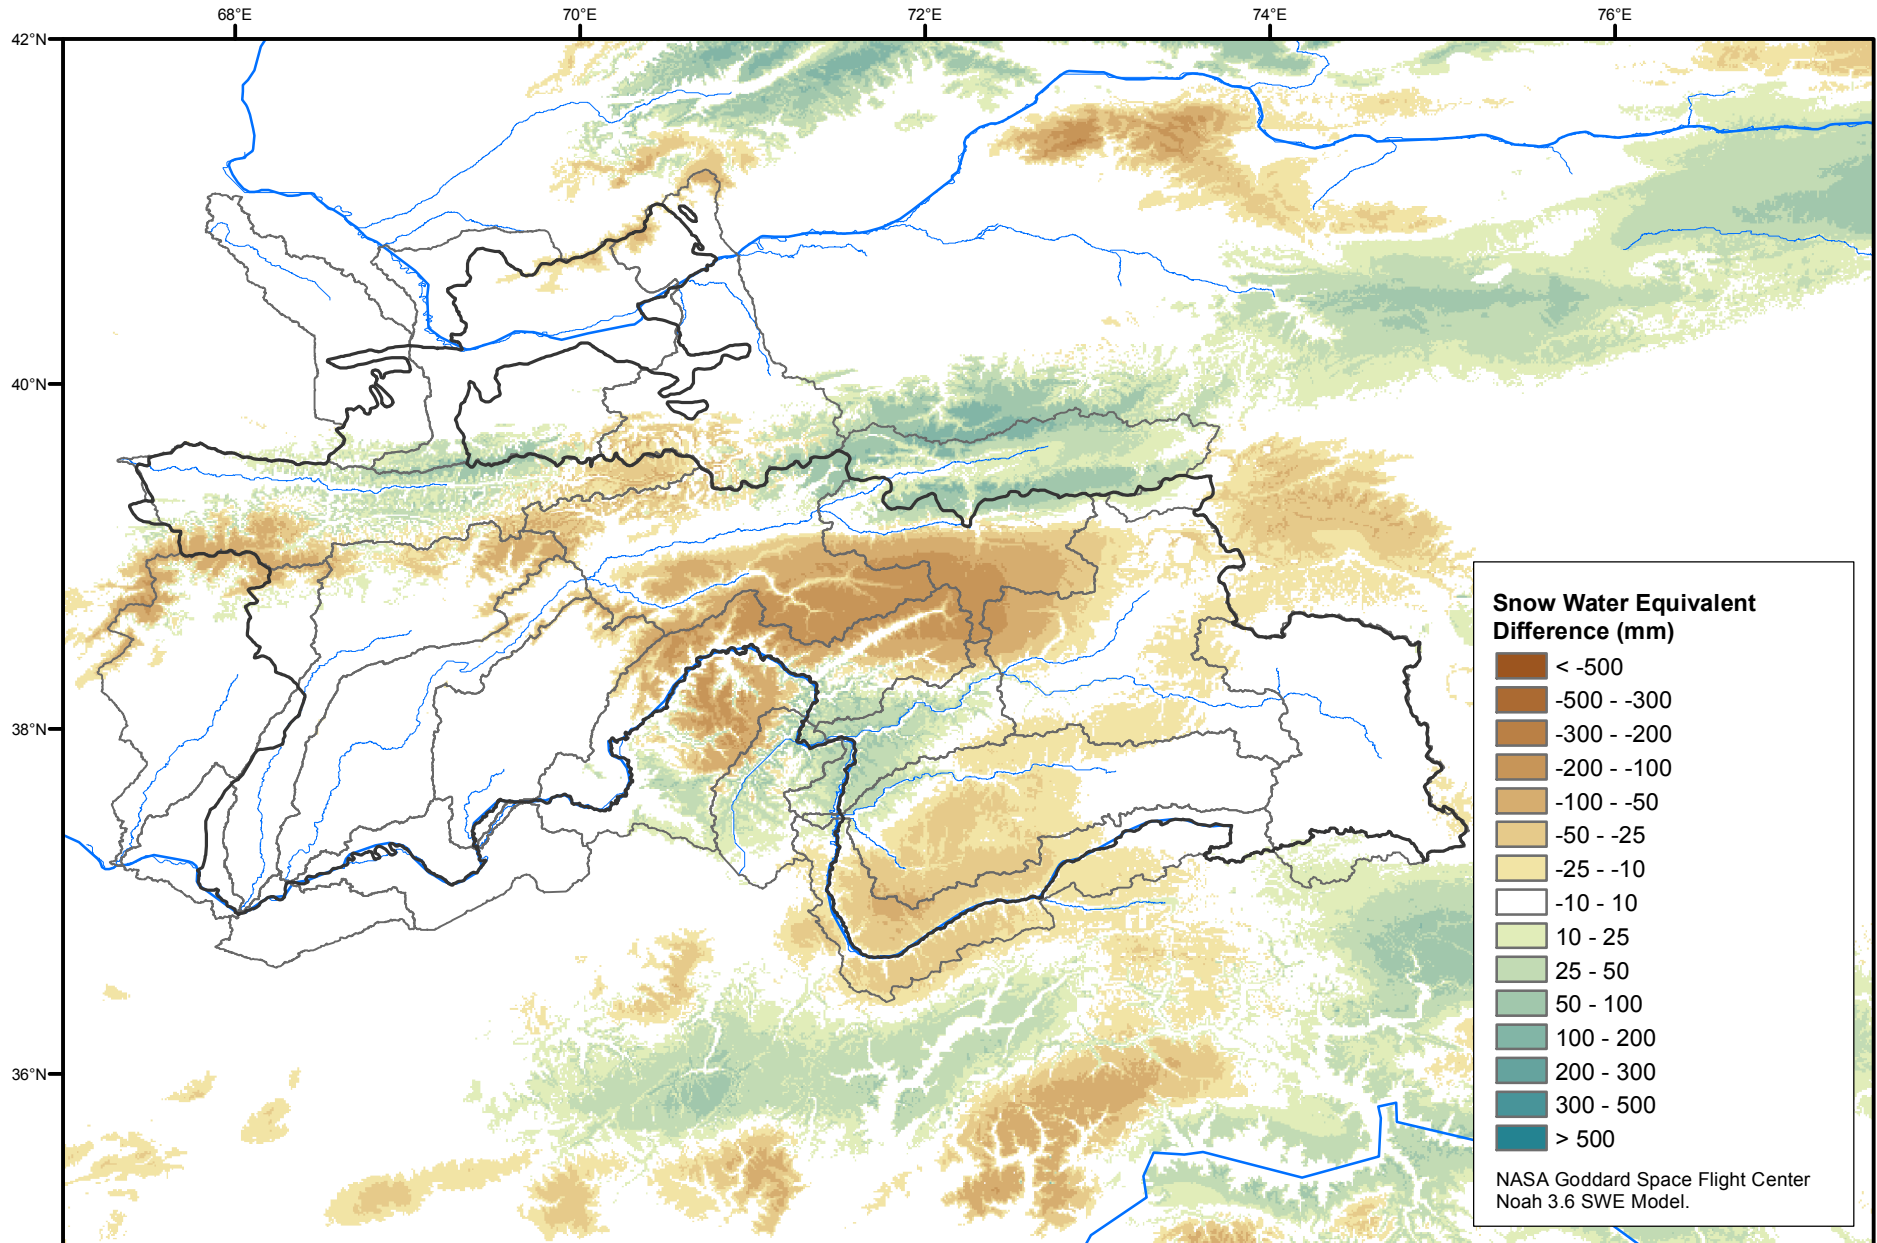 68°E
70°E
72°E
74°E
76°E
42°N
40°N
38°N
36°N
Snow Water Equivalent
Difference (mm)
< -500
-500 - -300
-300 - -200
-200 - -100
-100 - -50
-50 - -25
-25 - -10
-10 - 10
10 - 25
25 - 50
50 - 100
100 - 200
200 - 300
300 - 500
> 500
NASA Goddard Space Flight Center
Noah 3.6 SWE Model.